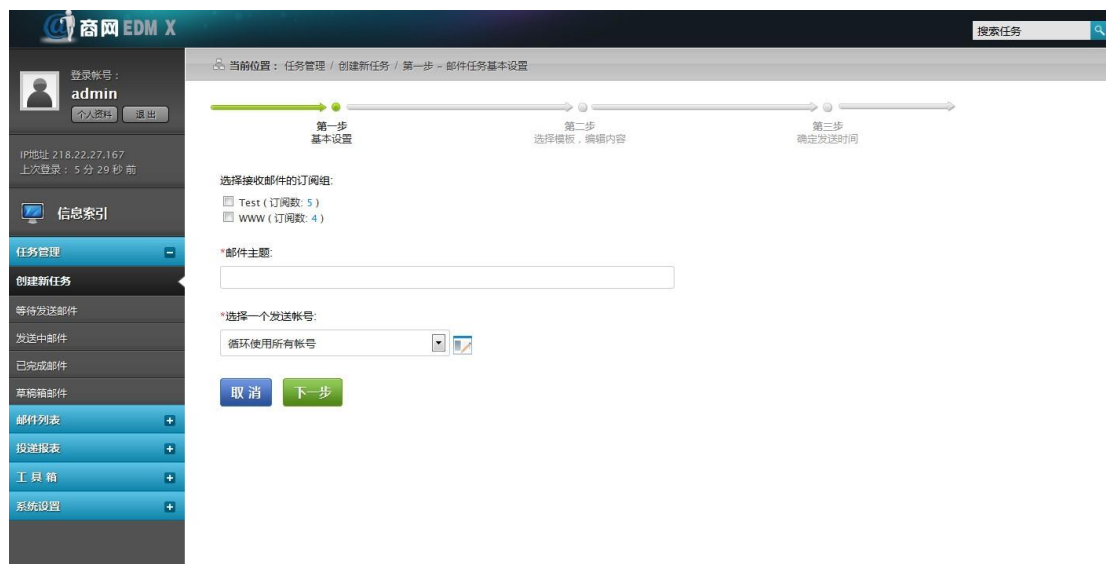 商网 EDM X
搜索任务
登录帐号：
admin
个人资料 退出
IP地址 218.22.27.167
上次登录：5 分 29 秒 前
信息索引
任务管理
创建新任务
等待发送邮件
发送中邮件
已完成邮件
草稿箱邮件
邮件列表
投递报表
工具箱
系统设置
当前位置： 任务管理 / 创建新任务 / 第一步 - 邮件任务基本设置
第一步 第二步 第三步
基本设置 选择模板，编辑内容 确定发送时间
选择接收邮件的订阅组:
Test ( 订阅数: 5 )
WWW ( 订阅数: 4 )
*邮件主题:
*选择一个发送帐号:
循环使用所有帐号
取消 下一步